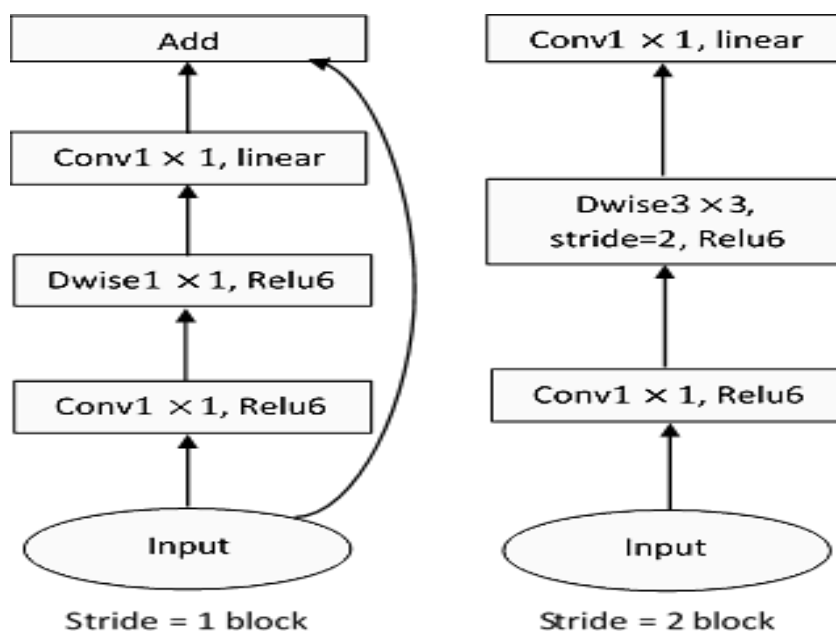 Add
Conv1 × 1, linear
Dwise1 × 1, Relu6
Conv1 × 1, Relu6
Input
Stride = 1 block
Conv1 × 1, linear
Dwise3 × 3,
stride=2, Relu6
Conv1 × 1, Relu6
Input
Stride = 2 block